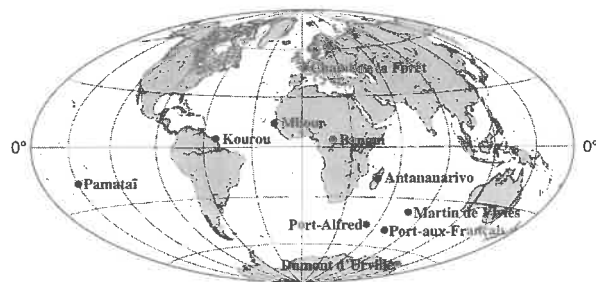 Chambon la Forêt
Mbour
Kourou
Bangui
0°
0°
Pamataï
Antananarivo
Martin de Viviès
Port-Alfred
Port-aux-Français
Dumont d'Urville